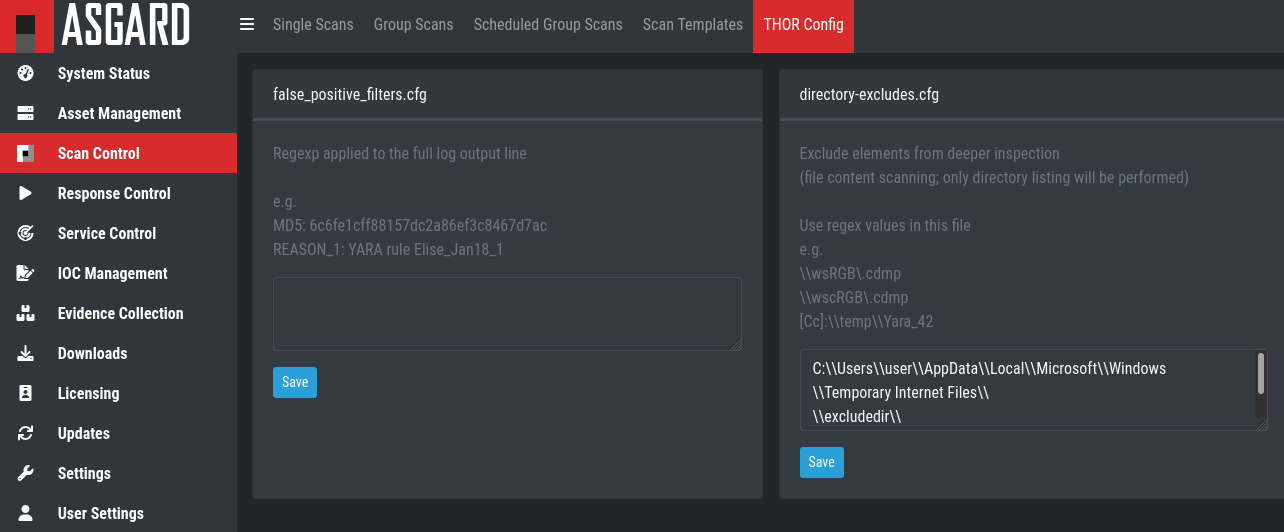 ASGARD
Single Scans Group Scans Scheduled Group Scans Scan Templates THOR Config
System Status
Asset Management
Scan Control
Response Control
Service Control
IOC Management
Evidence Collection
Downloads
Licensing
Updates
Settings
User Settings
false_positive_filters.cfg
Regexp applied to the full log output line
e.g.
MD5: 6c6fe1cff88157dc2a86ef3c8467d7ac
REASON_1: YARA rule Elise_Jan18_1
Save
directory-excludes.cfg
Exclude elements from deeper inspection
(file content scanning; only directory listing will be performed)
Use regex values in this file
e.g.
\\wsRGB\.cdmp
\\wscRGB\.cdmp
[Cc]:\\temp\\Yara_42
C:\\Users\\user\\AppData\\Local\\Microsoft\\Windows
\\Temporary Internet Files\\
\\excludedir\\
Save